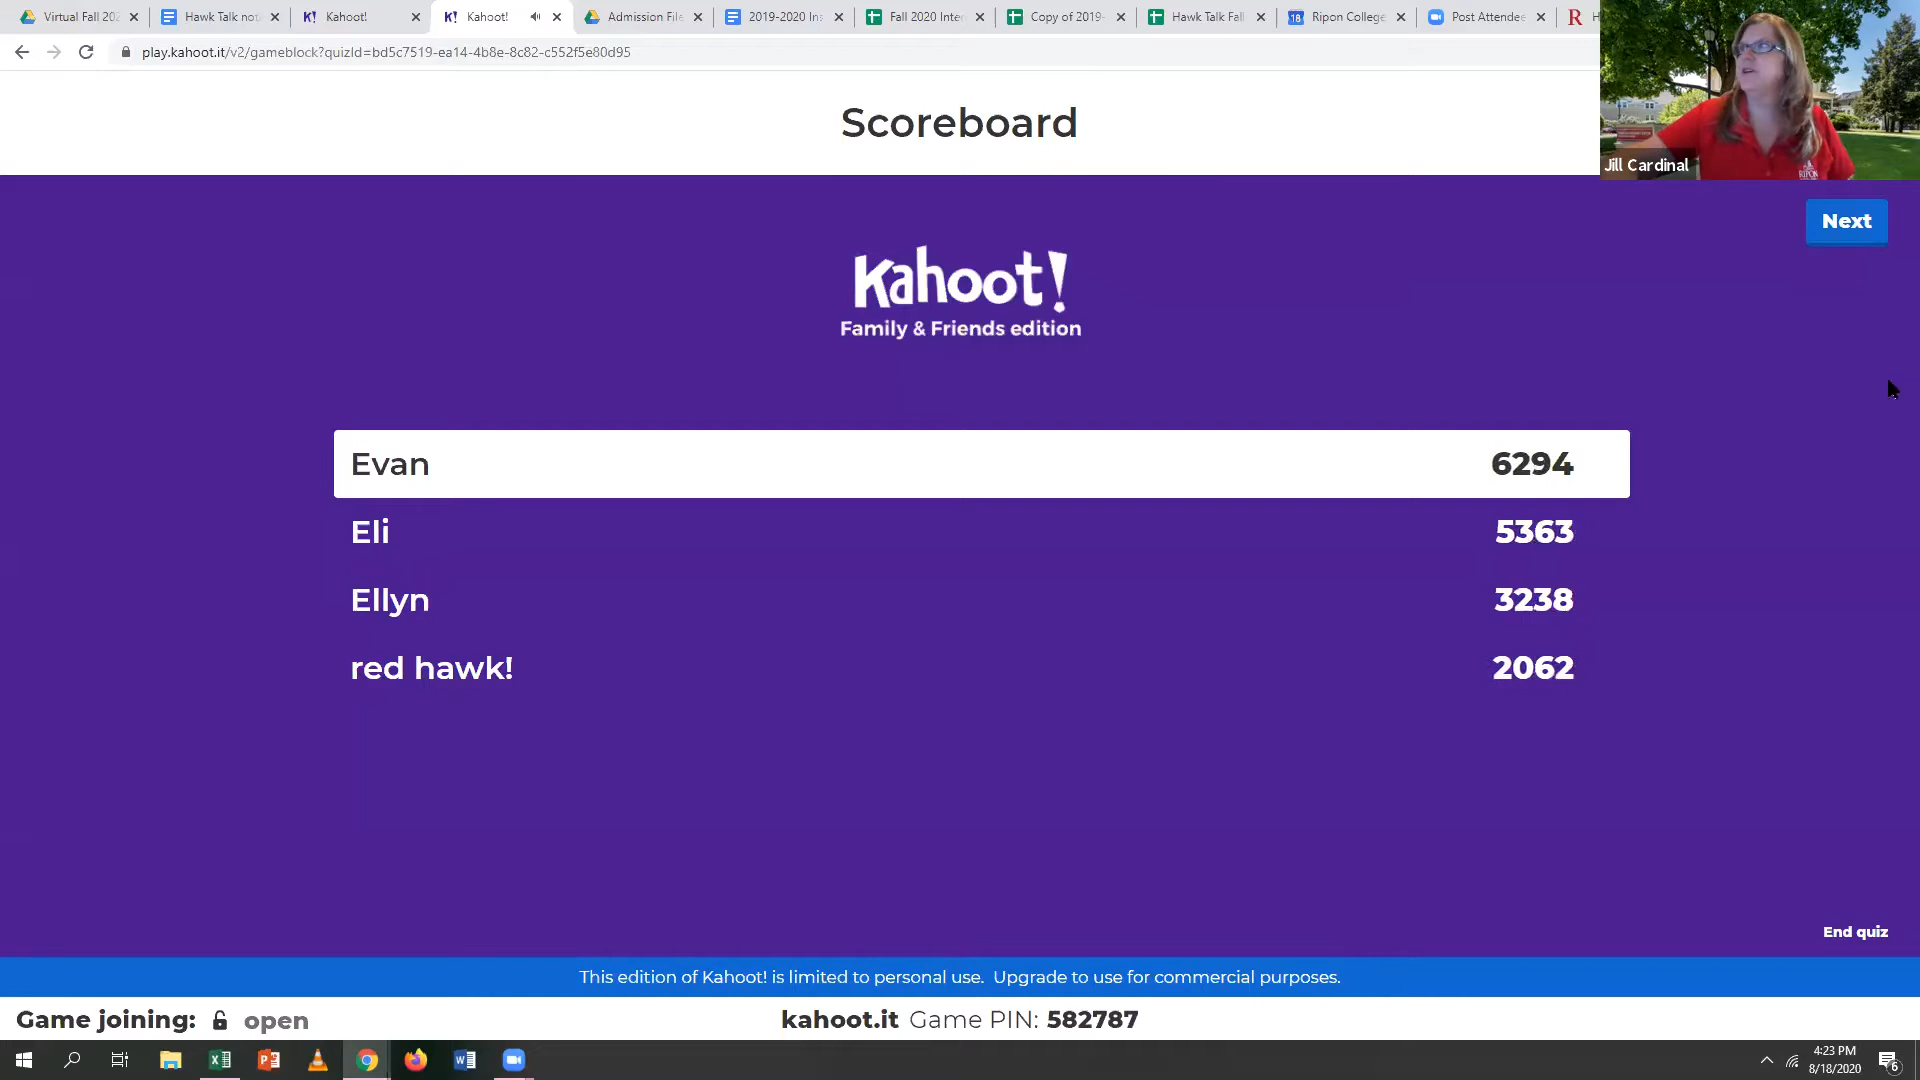 Virtual Fall 202
Hawk Talk not
Kahoot!
Kahoot!
Admission File
2019-2020 Ins
Fall 2020 Inter
Copy of 2019-
Hawk Talk Fall
18
Ripon College
Post Attendee
R
play.kahoot.it/v2/gameblock?quizId=bd5c7519-ea14-4b8e-8c82-c552f5e80d95
Scoreboard
RIPON
Jill Cardinal
Next
Kahoot!
Family & Friends edition
Evan 6294
Eli 5363
Ellyn 3238
red hawk! 2062
End quiz
This edition of Kahoot! is limited to personal use. Upgrade to use for commercial purposes.
Game joining: open
kahoot.it Game PIN: 582787
4:23 PM
8/18/2020
6